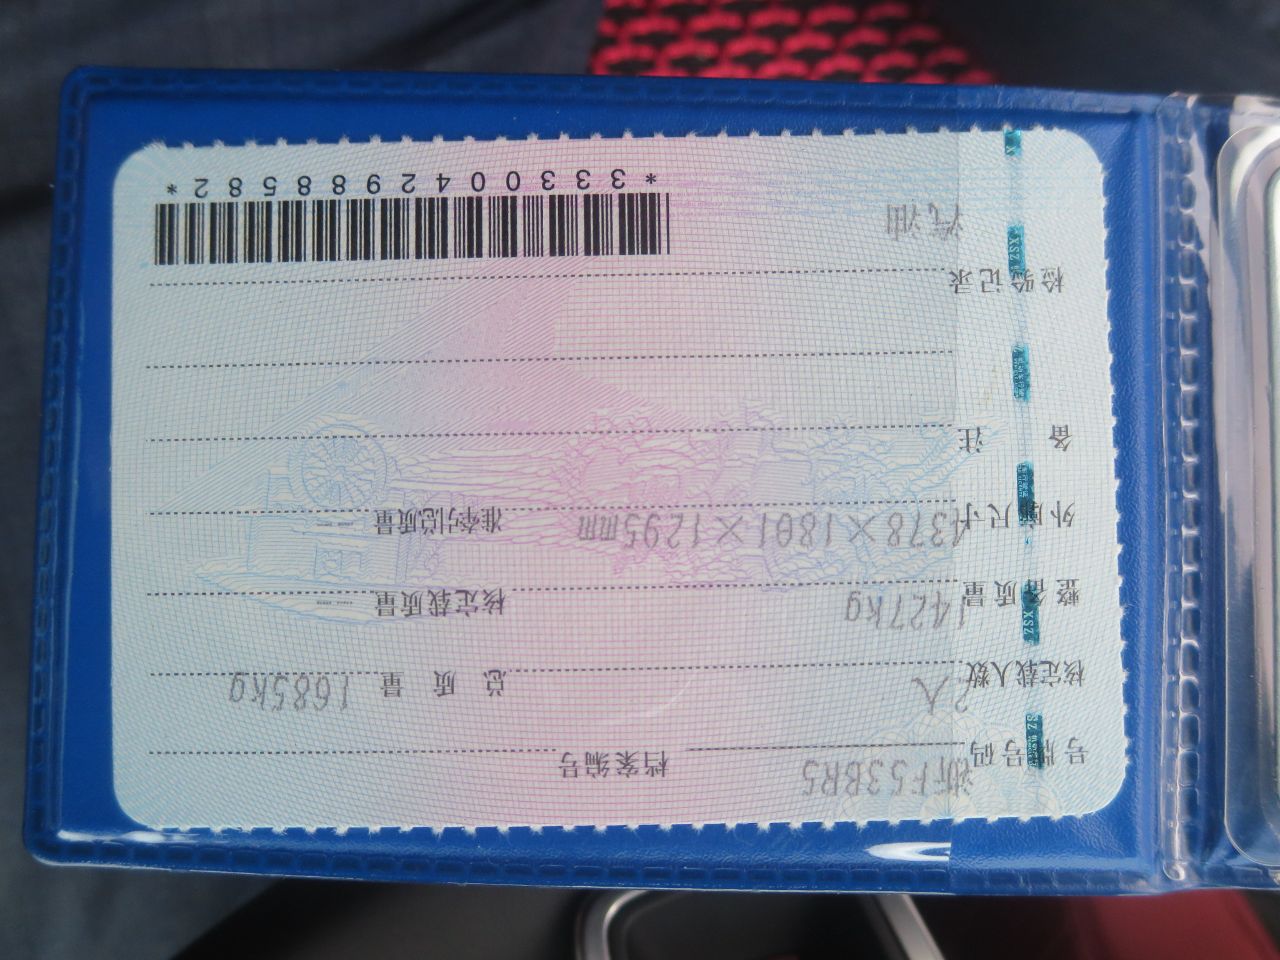 号牌号码 浙F53BR5 档案编号
核定载人数 2人 总质量 1685kg
整备质量 1427kg 核定载质量 ----
外廓尺寸 4378×1801×1295mm 准牵引总质量 --
备注
检验记录
汽油
*3330042988582*